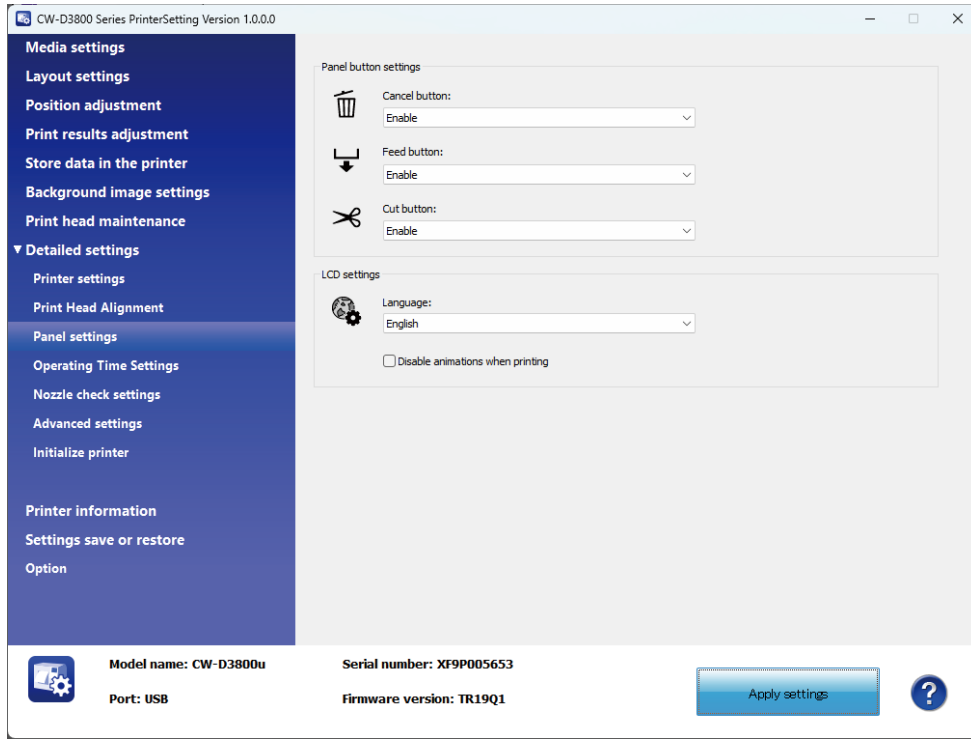 CW-D3800 Series PrinterSetting Version 1.0.0.0
Media settings
Layout settings
Position adjustment
Print results adjustment
Store data in the printer
Background image settings
Print head maintenance
Detailed settings
Printer settings
Print Head Alignment
Panel settings
Operating Time Settings
Nozzle check settings
Advanced settings
Initialize printer
Printer information
Settings save or restore
Option
Panel button settings
Cancel button:
Enable
Feed button:
Enable
Cut button:
Enable
LCD settings
Language:
English
Disable animations when printing
Model name: CW-D3800u
Serial number: XF9P005653
Port: USB
Firmware version: TR19Q1
Apply settings
?